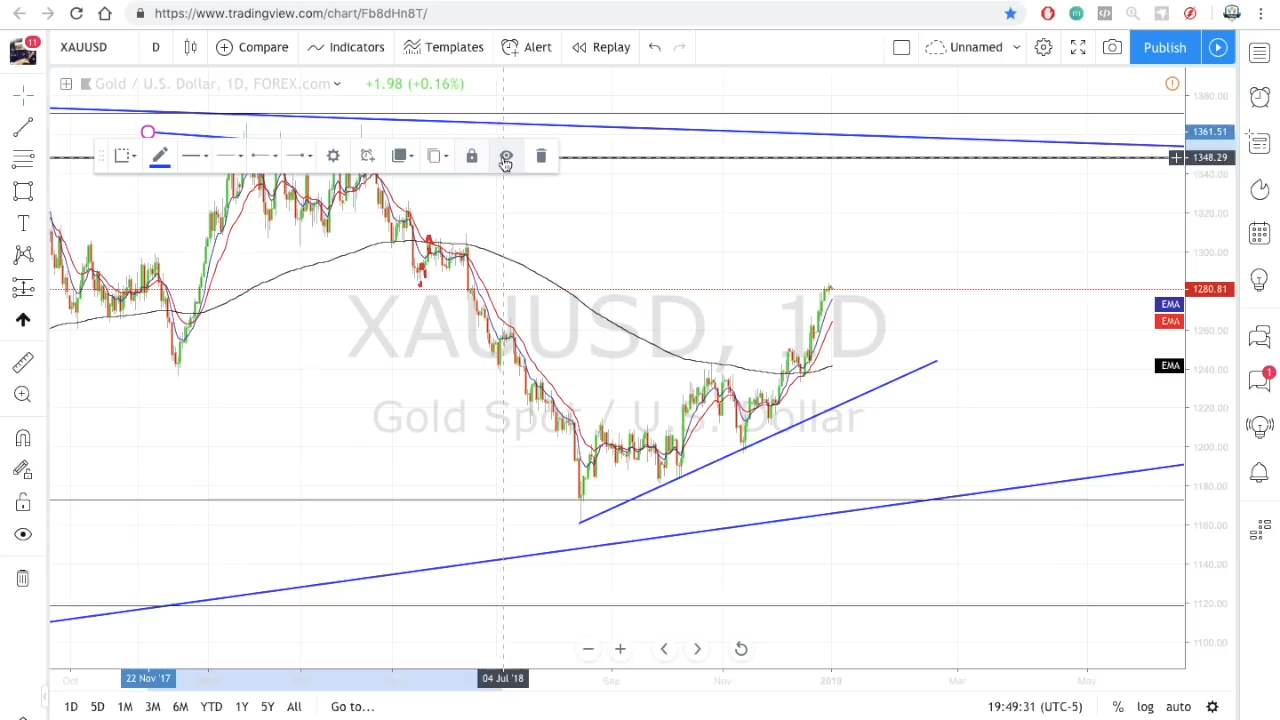 https://www.tradingview.com/chart/Fb8dHn8T/
11
XAUUSD D Compare Indicators Templates Alert Replay Unnamed Publish
Gold / U.S. Dollar, 1D, FOREX.com +1.98 (+0.16%)
1380.00
1361.51
1348.29
1340.00
1320.00
1300.00
1280.81
EMA
EMA
1260.00
EMA
1240.00
1220.00
1200.00
1180.00
1160.00
1140.00
1120.00
1100.00
XAUUSD, 1D
Gold Spot / U.S. Dollar
1
Oct 22 Nov '17 04 Jul '18 Sep Nov 2019 Mar May
1D 5D 1M 3M 6M YTD 1Y 5Y All Go to... 19:49:31 (UTC-5) % log auto